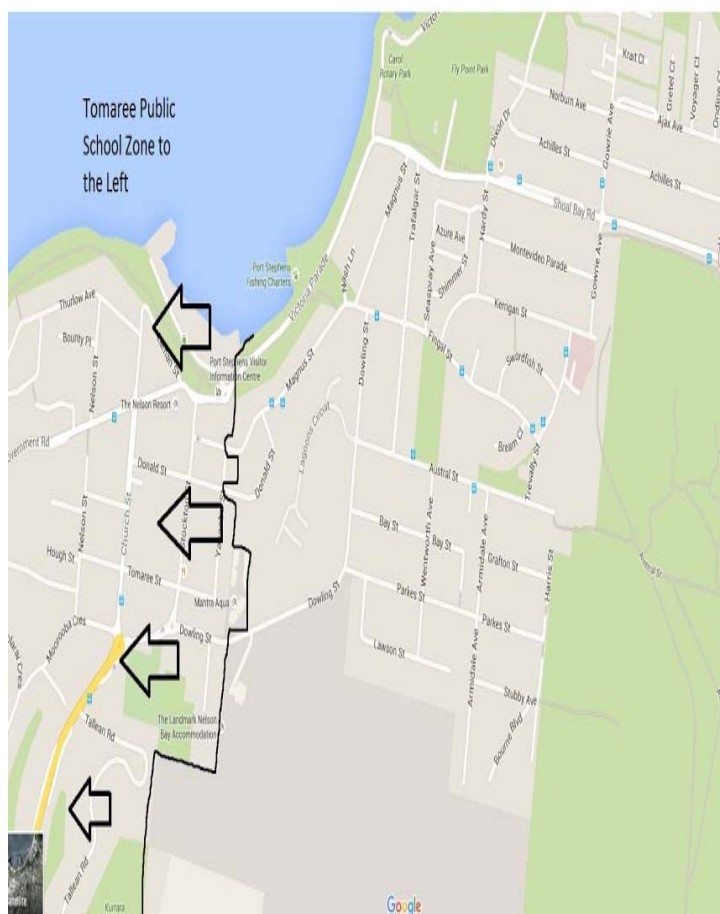 Tomaree Public
School Zone to
the Left
Carol
Rotary Park
Fly Point Park
Krait Cl
Gretel Cl
Voyager Cl
Ondine Cl
Norburn Ave
Ajax Ave
Dixon Dr
Gowrie Ave
Achilles St
Achilles St
Shoal Bay Rd
Magnus St
Trafalgar St
Hardy St
Azure Ave
Shimmer St
Seaspray Ave
Montevideo Parade
Gowrie Ave
Port Stephens
Fishing Charters
Victoria Parade
Kerrigan St
Thurlow Ave
Bounty Pl
Nelson St
Port Stephens Visitor
Information Centre
Magnus St
Dowling St
Fingal St
Swordfish St
The Nelson Resort
Lagoons Circuit
Bream Cl
Trevally St
Donald St
Donald St
Austral St
Church St
Stockton St
Nelson St
Bay St
Bay St
Wentworth Ave
Armidale Ave
Grafton St
Harris St
Hough St
Tomaree St
Mantra Aqua
Dowling St
Parkes St
Parkes St
Moorooba Cres
Dowling St
Lawson St
Armidale Ave
Stubby Ave
Bourne Blvd
Tallean Rd
The Landmark Nelson
Bay Accommodation
Tallean Rd
Kurrara
Google